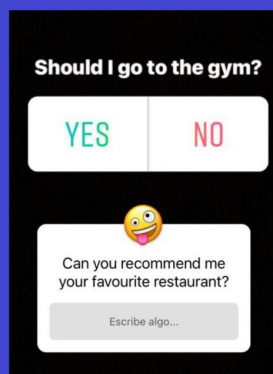 Should I go to the gym?
YES NO
Can you recommend me
your favourite restaurant?
Escribe algo...